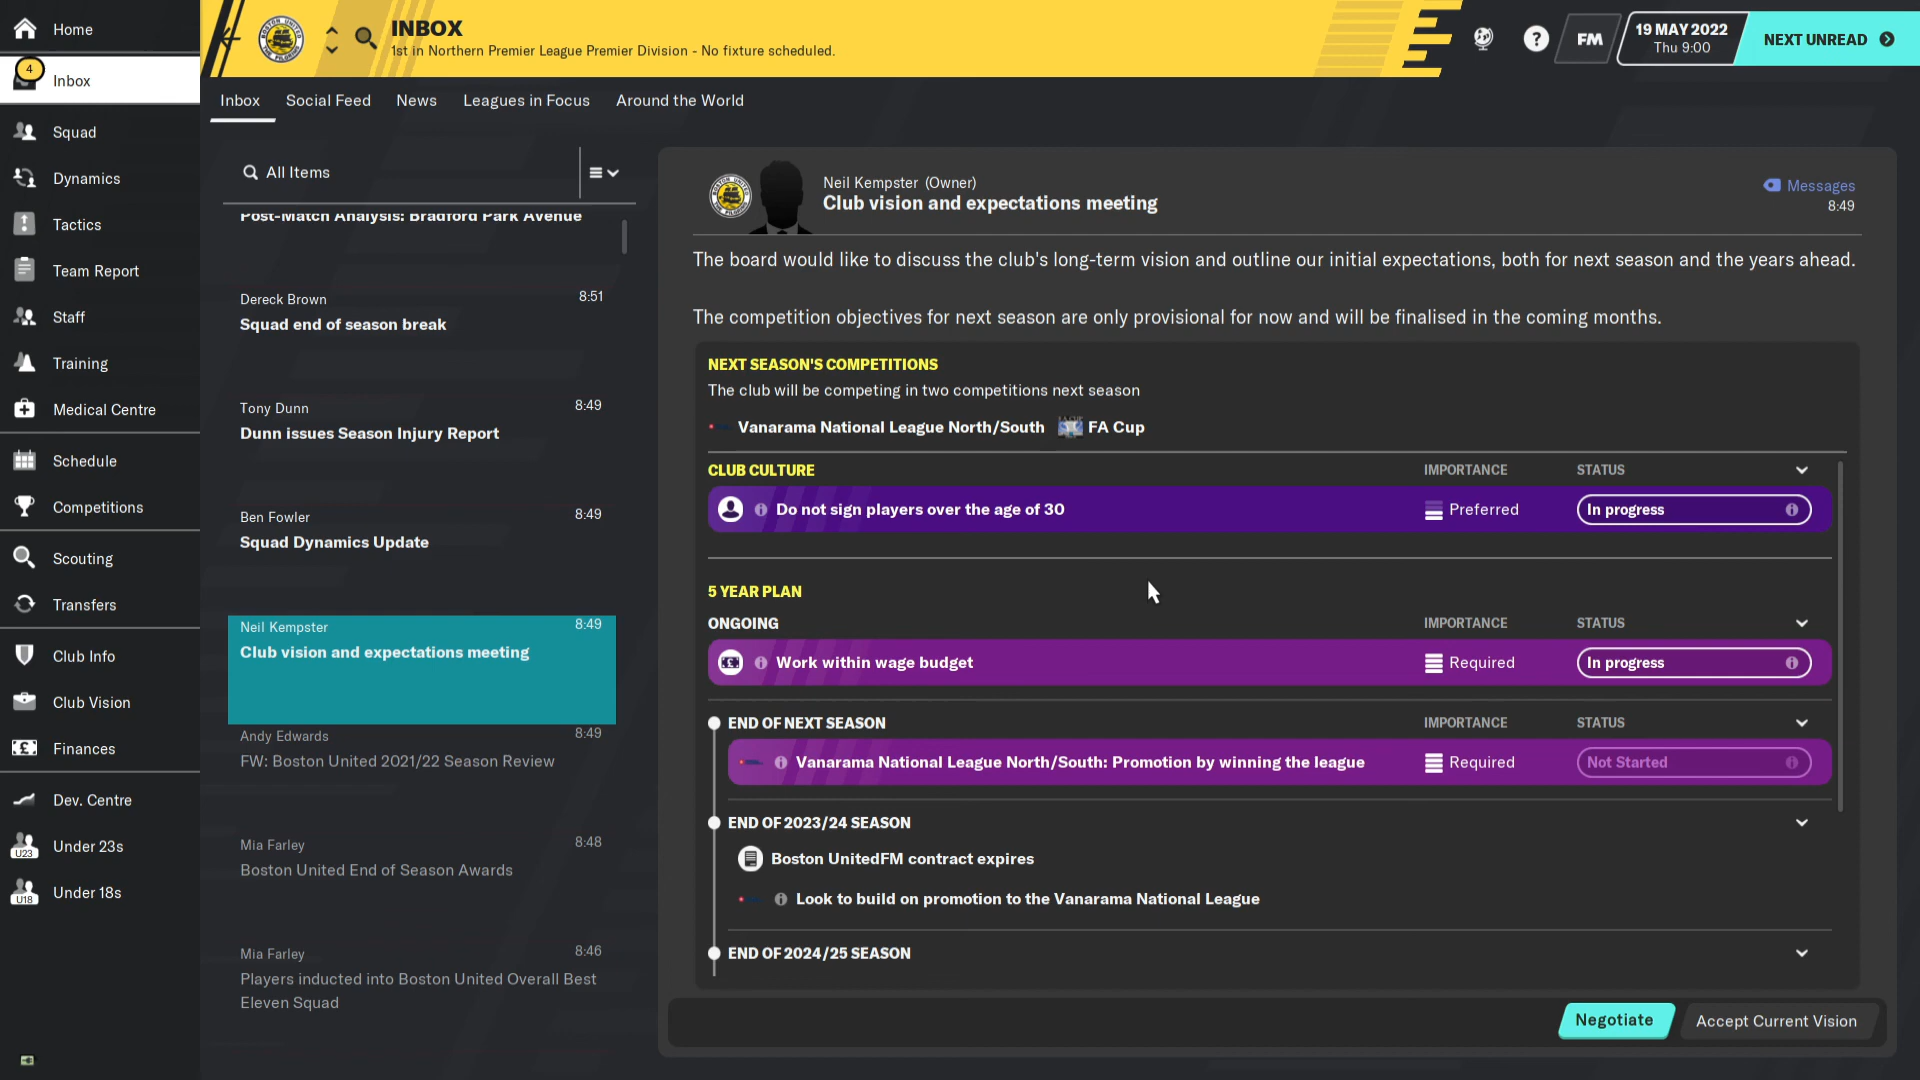 Home
4
Inbox
Squad
Dynamics
Tactics
Team Report
Staff
Training
Medical Centre
Schedule
Competitions
Scouting
Transfers
Club Info
Club Vision
Finances
Dev. Centre
U23
Under 23s
U18
Under 18s
INBOX
1st in Northern Premier League Premier Division - No fixture scheduled.
?
FM
19 MAY 2022
Thu 9:00
NEXT UNREAD
Inbox
Social Feed
News
Leagues in Focus
Around the World
All Items
Post-Match Analysis: Bradford Park Avenue
Dereck Brown 8:51
Squad end of season break
Tony Dunn 8:49
Dunn issues Season Injury Report
Ben Fowler 8:49
Squad Dynamics Update
Neil Kempster 8:49
Club vision and expectations meeting
Andy Edwards 8:49
FW: Boston United 2021/22 Season Review
Mia Farley 8:48
Boston United End of Season Awards
Mia Farley 8:46
Players inducted into Boston United Overall Best
Eleven Squad
Neil Kempster (Owner)
Club vision and expectations meeting
Messages
8:49
The board would like to discuss the club's long-term vision and outline our initial expectations, both for next season and the years ahead.
The competition objectives for next season are only provisional for now and will be finalised in the coming months.
NEXT SEASON'S COMPETITIONS
The club will be competing in two competitions next season
Vanarama National League North/South FA Cup
CLUB CULTURE IMPORTANCE STATUS
Do not sign players over the age of 30 Preferred In progress
5 YEAR PLAN
ONGOING IMPORTANCE STATUS
Work within wage budget Required In progress
END OF NEXT SEASON IMPORTANCE STATUS
Vanarama National League North/South: Promotion by winning the league Required Not Started
END OF 2023/24 SEASON
Boston UnitedFM contract expires
Look to build on promotion to the Vanarama National League
END OF 2024/25 SEASON
Negotiate
Accept Current Vision